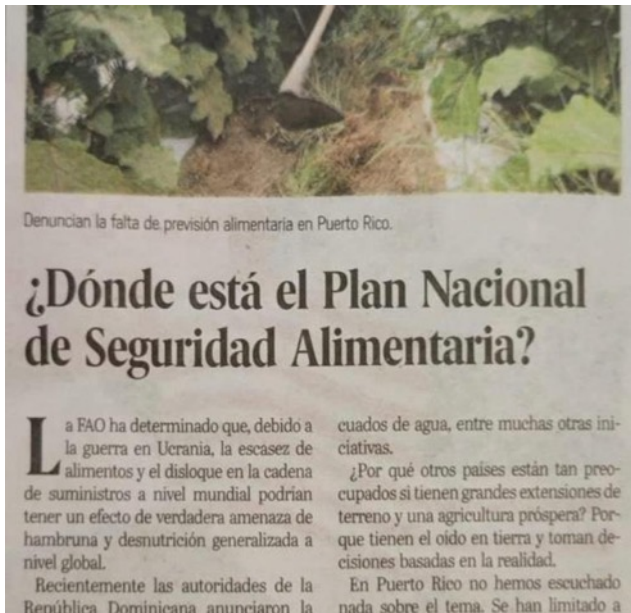 Denuncian la falta de previsión alimentaria en Puerto Rico.
¿Dónde está el Plan Nacional
de Seguridad Alimentaria?
La FAO ha determinado que, debido a
la guerra en Ucrania, la escasez de
alimentos y el disloque en la cadena
de suministros a nivel mundial podrían
tener un efecto de verdadera amenaza de
hambruna y desnutrición generalizada a
nivel global.
Recientemente las autoridades de la
República Dominicana anunciaron la
cuados de agua, entre muchas otras ini-
ciativas.
¿Por qué otros países están tan preo-
cupados si tienen grandes extensiones de
terreno y una agricultura próspera? Por-
que tienen el oído en tierra y toman de-
cisiones basadas en la realidad.
En Puerto Rico no hemos escuchado
nada sobre el tema. Se han limitado a